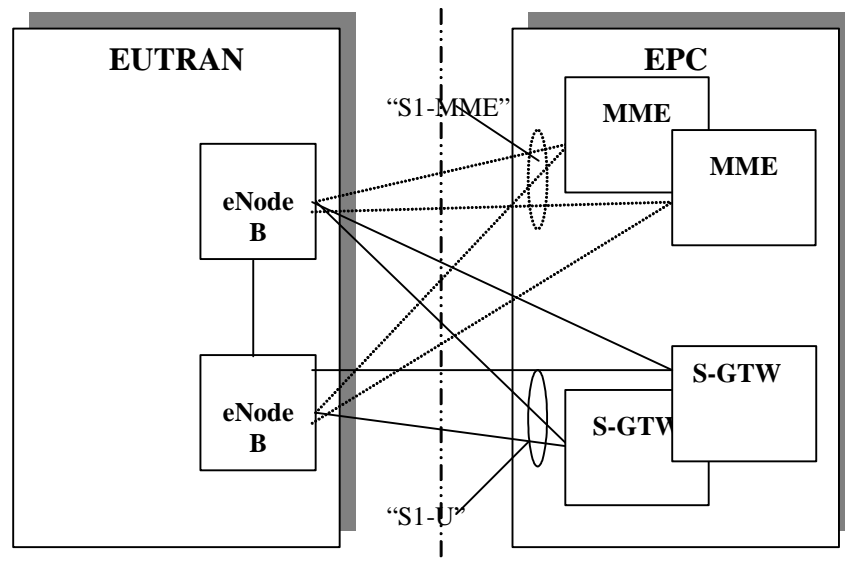 EUTRAN
EPC
“S1-MME”
MME
MME
eNode
B
eNode
B
S-GTW
S-GTW
“S1-U”